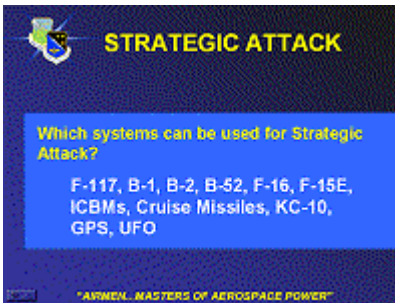 STRATEGIC ATTACK
Which systems can be used for Strategic
Attack?
F-117, B-1, B-2, B-52, F-16, F-15E,
ICBMs, Cruise Missiles, KC-10,
GPS, UFO
"AIRMEN...MASTERS OF AEROSPACE POWER"